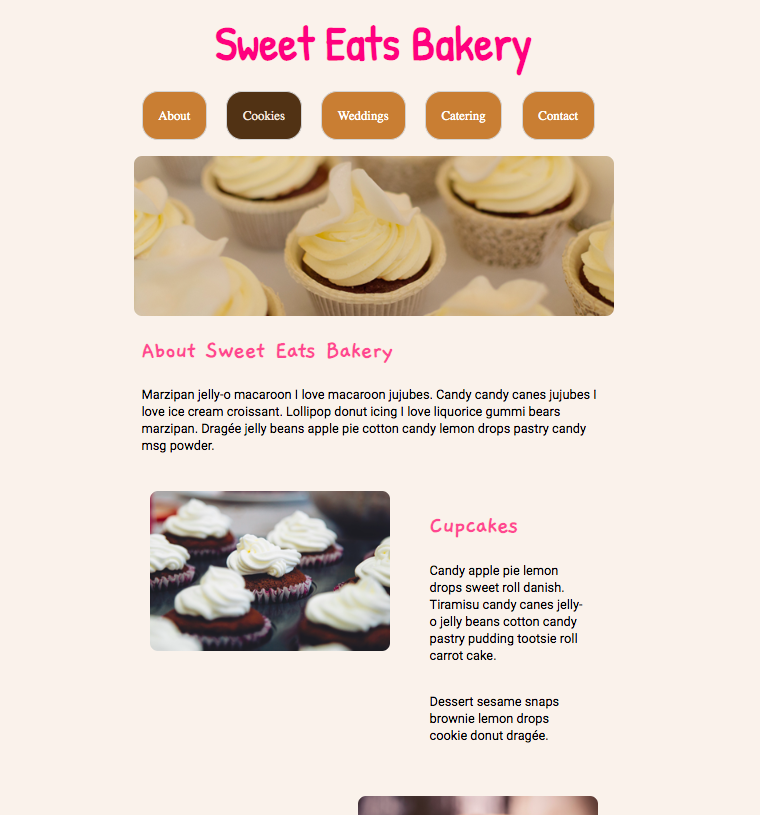 Sweet Eats Bakery
About Cookies Weddings Catering Contact
About Sweet Eats Bakery
Marzipan jelly-o macaroon I love macaroon jujubes. Candy candy canes jujubes I
love ice cream croissant. Lollipop donut icing I love liquorice gummi bears
marzipan. Dragée jelly beans apple pie cotton candy lemon drops pastry candy
msg powder.
Cupcakes
Candy apple pie lemon
drops sweet roll danish.
Tiramisu candy canes jelly-
o jelly beans cotton candy
pastry pudding tootsie roll
carrot cake.
Dessert sesame snaps
brownie lemon drops
cookie donut dragée.